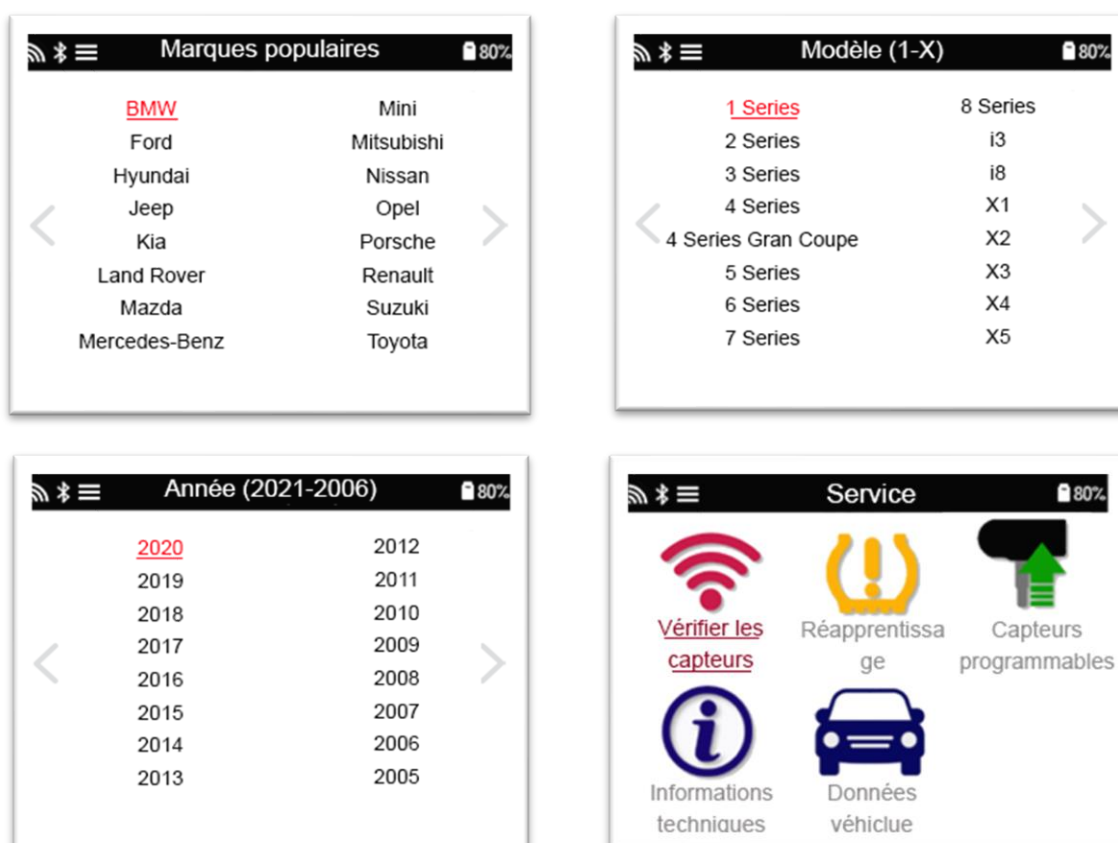 Marques populaires
80%
BMW
Mini
Ford
Mitsubishi
Hyundai
Nissan
Jeep
Opel
Kia
Porsche
Land Rover
Renault
Mazda
Suzuki
Mercedes-Benz
Toyota
Modèle (1-X)
80%
1 Series
8 Series
2 Series
i3
3 Series
i8
4 Series
X1
4 Series Gran Coupe
X2
5 Series
X3
6 Series
X4
7 Series
X5
Année (2021-2006)
80%
2020
2012
2019
2011
2018
2010
2017
2009
2016
2008
2015
2007
2014
2006
2013
2005
Service
80%
Vérifier les
capteurs
Réapprentissa
ge
Capteurs
programmables
Informations
techniques
Données
véhiclue